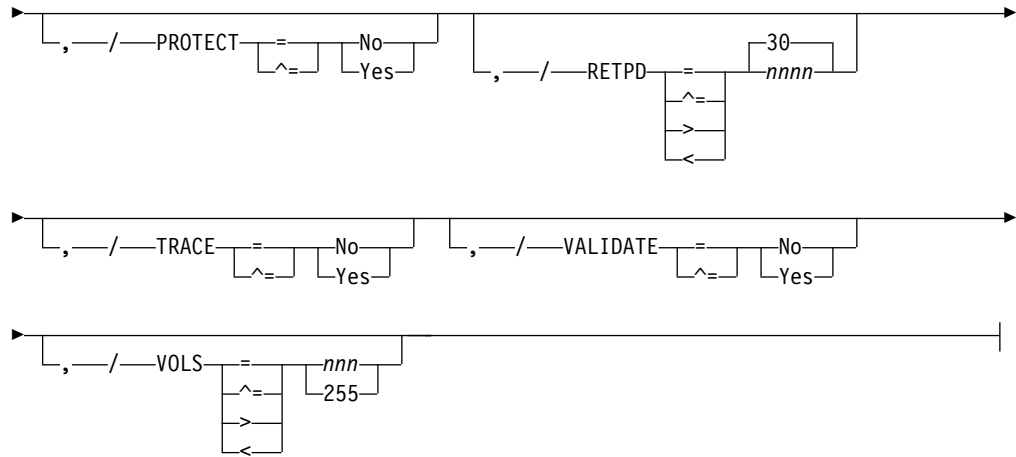 , / PROTECT = No , / RETPD = 30
^= Yes ^= nnnn
>
<
, / TRACE = No , / VALIDATE = No
^= Yes ^= Yes
, / VOLS = nnn
^= 255
>
<